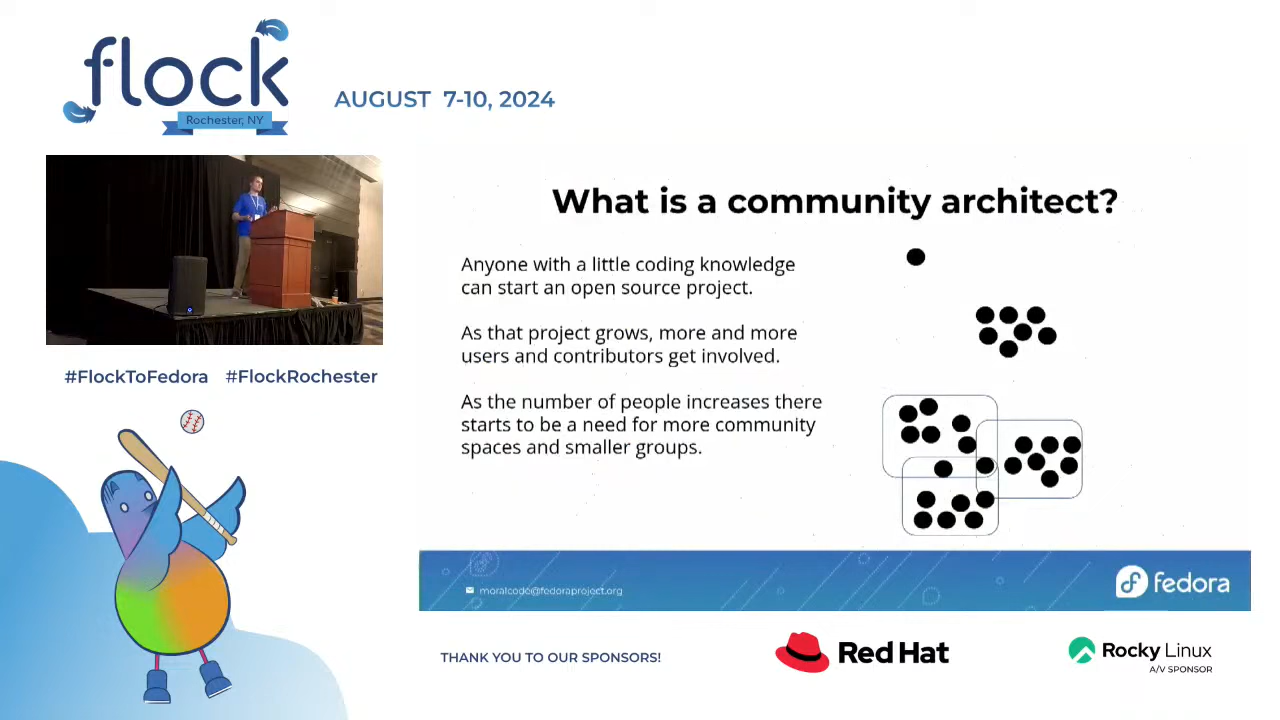 flock
Rochester, NY
AUGUST 7-10, 2024
#FlockToFedora #FlockRochester
What is a community architect?
Anyone with a little coding knowledge
can start an open source project.
As that project grows, more and more
users and contributors get involved.
As the number of people increases there
starts to be a need for more community
spaces and smaller groups.
moralcode@fedoraproject.org
fedora
THANK YOU TO OUR SPONSORS!
Red Hat
Rocky Linux
A/V SPONSOR